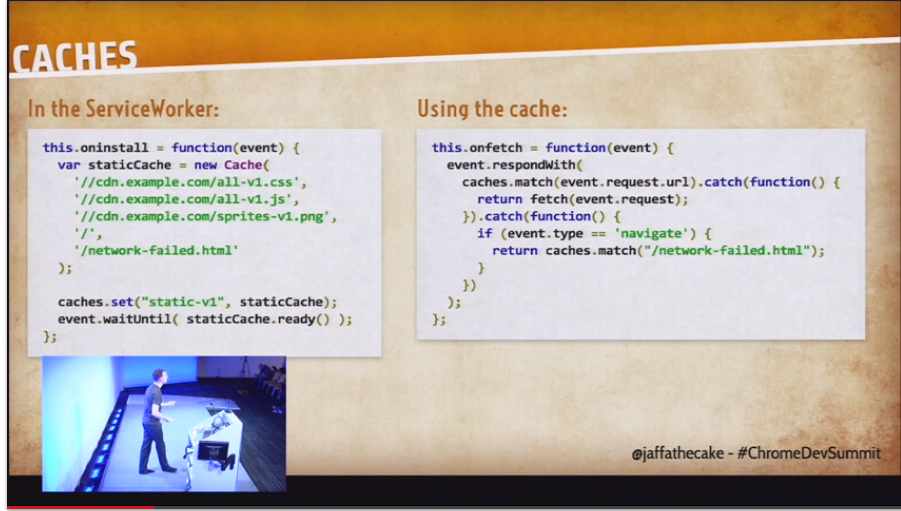 CACHES
In the ServiceWorker:
this.oninstall = function(event) {
  var staticCache = new Cache(
    '//cdn.example.com/all-v1.css',
    '//cdn.example.com/all-v1.js',
    '//cdn.example.com/sprites-v1.png',
    '/',
    '/network-failed.html'
  );

  caches.set("static-v1", staticCache);
  event.waitUntil( staticCache.ready() );
};
Using the cache:
this.onfetch = function(event) {
  event.respondWith(
    caches.match(event.request.url).catch(function() {
      return fetch(event.request);
    }).catch(function() {
      if (event.type == 'navigate') {
        return caches.match("/network-failed.html");
      }
    })
  );
};
@jaffathecake - #ChromeDevSummit